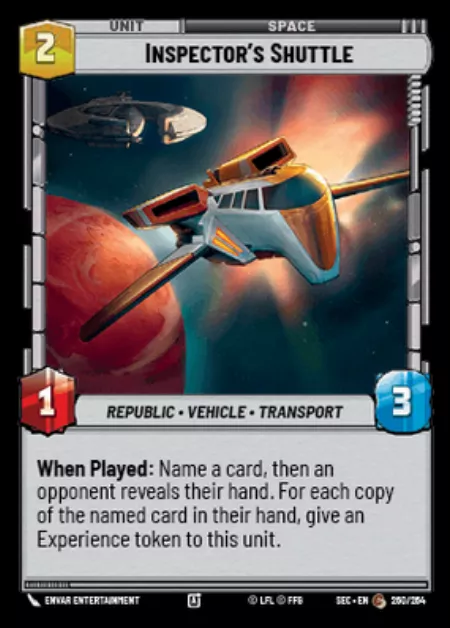 UNIT
SPACE
2
INSPECTOR'S SHUTTLE
1
REPUBLIC • VEHICLE • TRANSPORT
3
When Played: Name a card, then an
opponent reveals their hand. For each copy
of the named card in their hand, give an
Experience token to this unit.
ENVAR ENTERTAINMENT
© LFL © FFG
SEC • EN
260/264